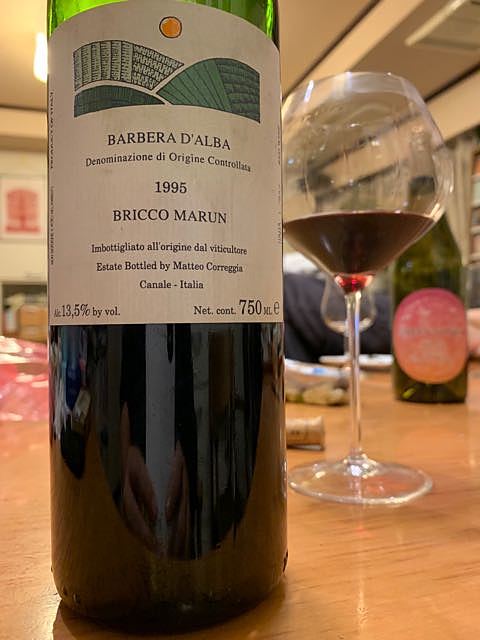 BARBERA D'ALBA
Denominazione di Origine Controllata
1995
BRICCO MARUN
Imbottigliato all'origine dal viticultore
Estate Bottled by Matteo Correggia
Canale - Italia
Alc. 13,5% by vol. Net. cont. 750 ML e